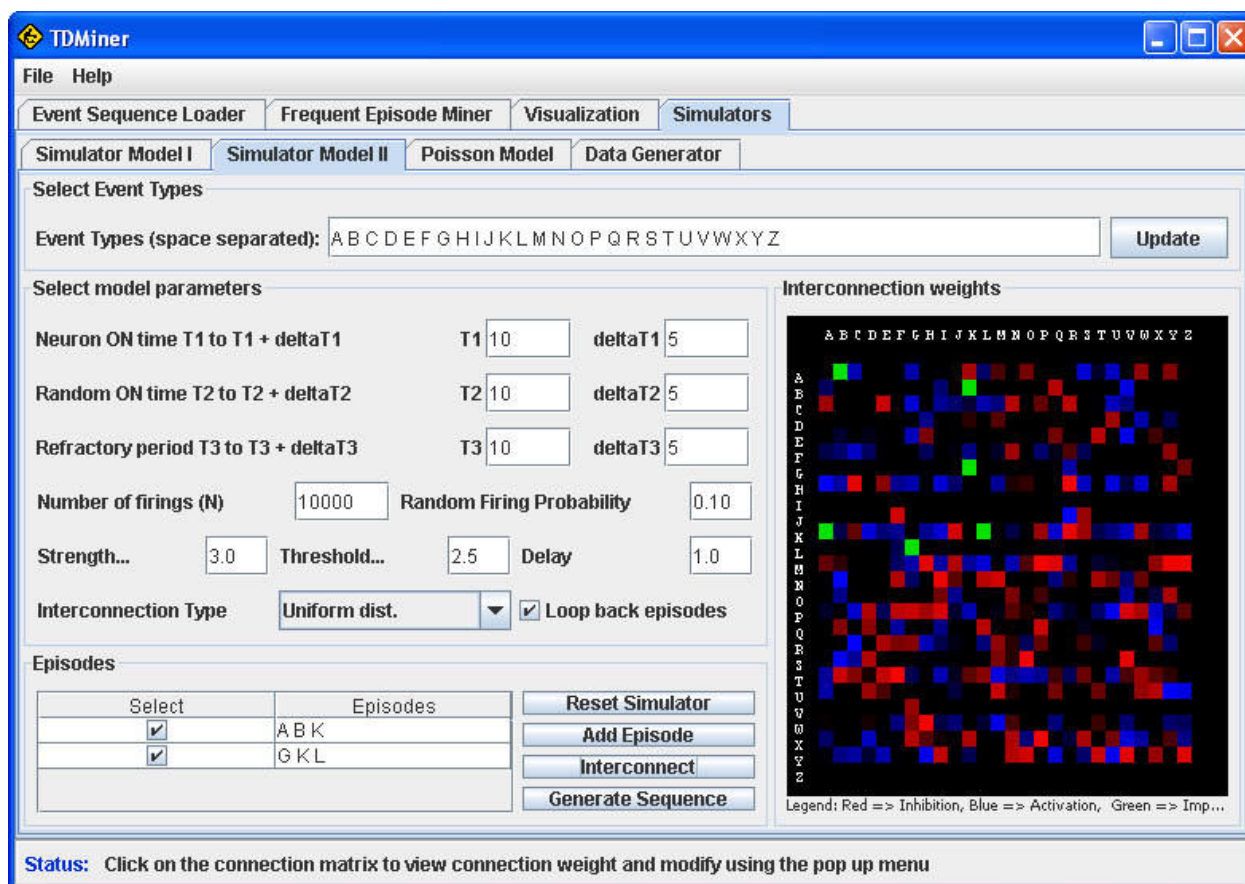 TDMiner
File Help
Event Sequence Loader Frequent Episode Miner Visualization Simulators
Simulator Model I Simulator Model II Poisson Model Data Generator
Select Event Types
Event Types (space separated): A B C D E F G H I J K L M N O P Q R S T U V W X Y Z Update
Select model parameters
Neuron ON time T1 to T1 + deltaT1 T1 10 deltaT1 5
Random ON time T2 to T2 + deltaT2 T2 10 deltaT2 5
Refractory period T3 to T3 + deltaT3 T3 10 deltaT3 5
Number of firings (N) 10000 Random Firing Probability 0.10
Strength... 3.0 Threshold... 2.5 Delay 1.0
Interconnection Type Uniform dist. Loop back episodes
Interconnection weights
A B C D E F G H I J K L M N O P Q R S T U V W X Y Z
A
B
C
D
E
F
G
H
I
J
K
L
M
N
O
P
Q
R
S
T
U
V
W
X
Y
Z
Legend: Red => Inhibition, Blue => Activation, Green => Imp...
Episodes
Select Episodes
A B K
G K L
Reset Simulator
Add Episode
Interconnect
Generate Sequence
Status: Click on the connection matrix to view connection weight and modify using the pop up menu